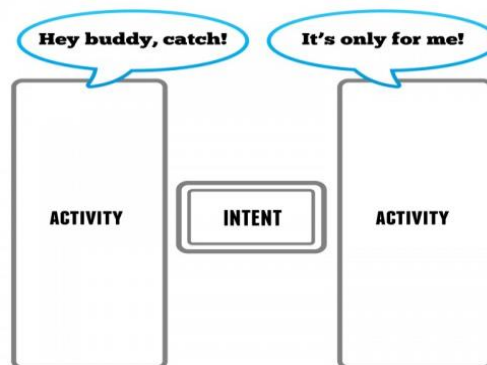 Hey buddy, catch!
It's only for me!
ACTIVITY
INTENT
ACTIVITY